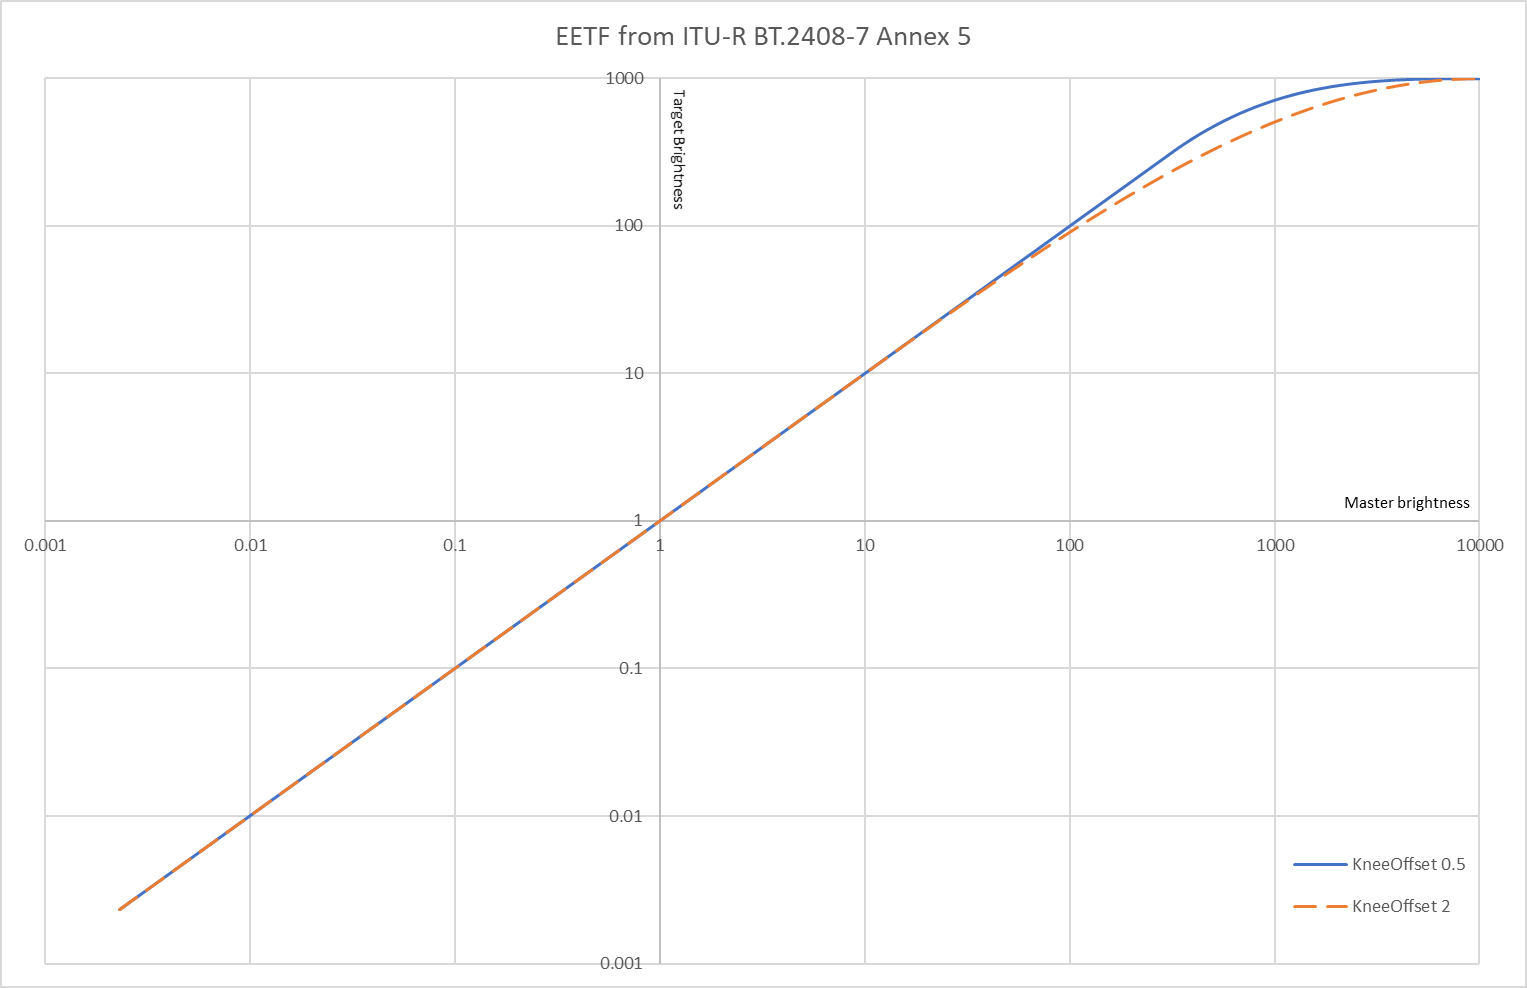 EETF from ITU-R BT.2408-7 Annex 5
1000
Target Brightness
100
10
Master brightness
1
0.001 0.01 0.1 1 10 100 1000 10000
0.1
0.01
KneeOffset 0.5
KneeOffset 2
0.001